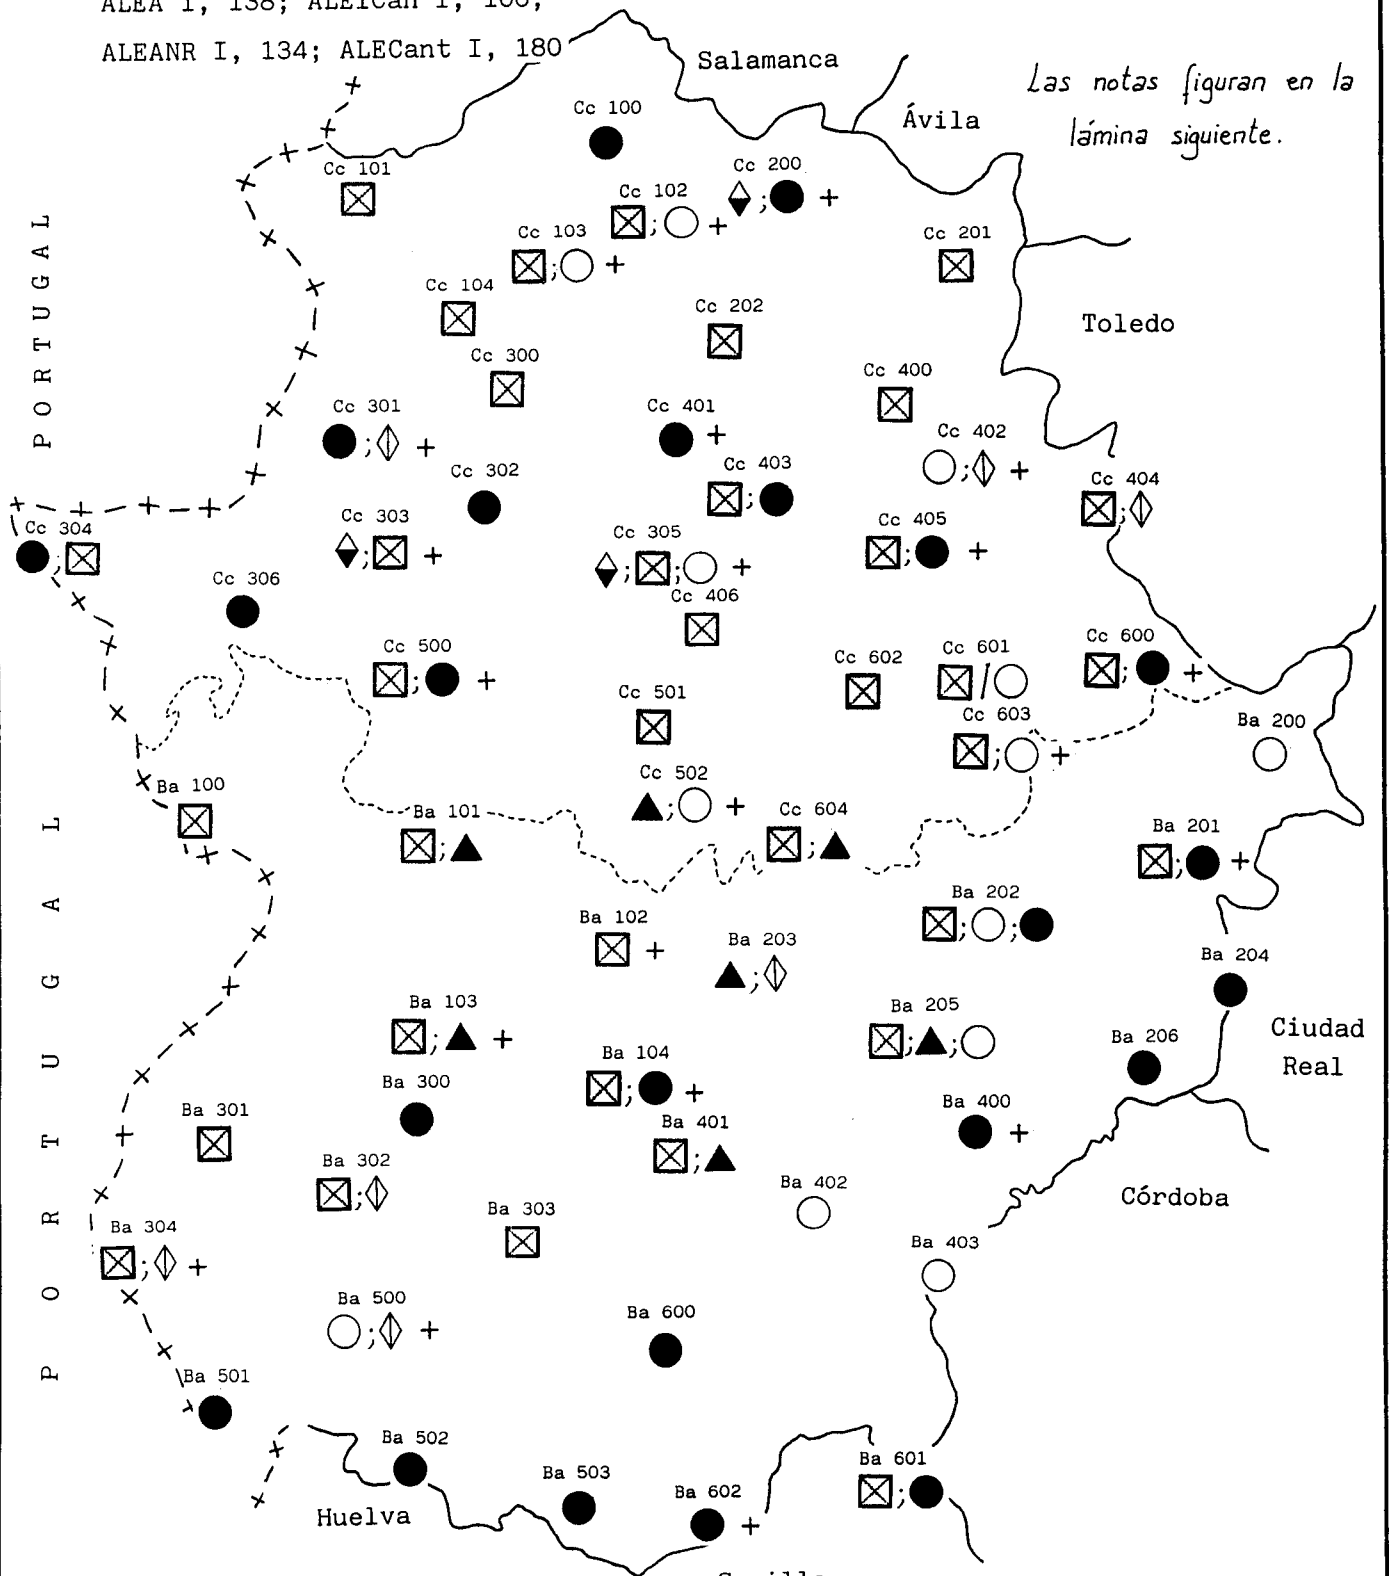 ALEA I, 138; ALEICan I, 100;
ALEANR I, 134; ALECant I, 180
Salamanca
Las notas figuran en la
lámina siguiente.
Ávila
Cc 100
Cc 101
Cc 200
Cc 102
Cc 103
Cc 201
Cc 104
Cc 202
Toledo
PORTUGAL
Cc 300
Cc 400
Cc 301
Cc 401
Cc 402
Cc 302
Cc 403
Cc 404
Cc 304
Cc 303
Cc 305
Cc 405
Cc 306
Cc 406
Cc 500
Cc 602
Cc 601
Cc 600
Cc 501
Cc 603
Ba 200
Cc 502
Ba 100
Ba 101
Cc 604
Ba 201
PORTUGAL
Ba 102
Ba 203
Ba 202
Ba 204
Ba 103
Ba 205
Ciudad
Real
Ba 104
Ba 206
Ba 300
Ba 301
Ba 401
Ba 400
Ba 302
Ba 402
Córdoba
Ba 303
Ba 304
Ba 403
Ba 500
Ba 600
Ba 501
Ba 502
Ba 503
Ba 602
Ba 601
Huelva